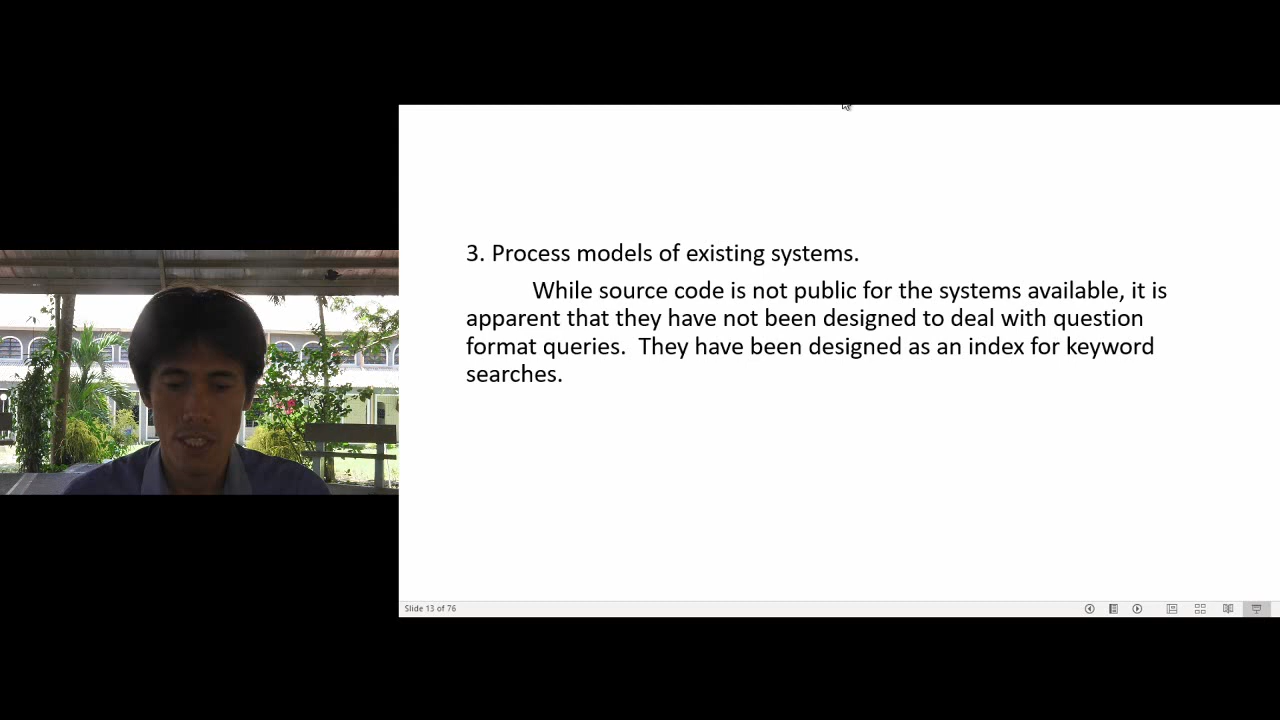 3. Process models of existing systems.
While source code is not public for the systems available, it is
apparent that they have not been designed to deal with question
format queries.  They have been designed as an index for keyword
searches.
Slide 13 of 76